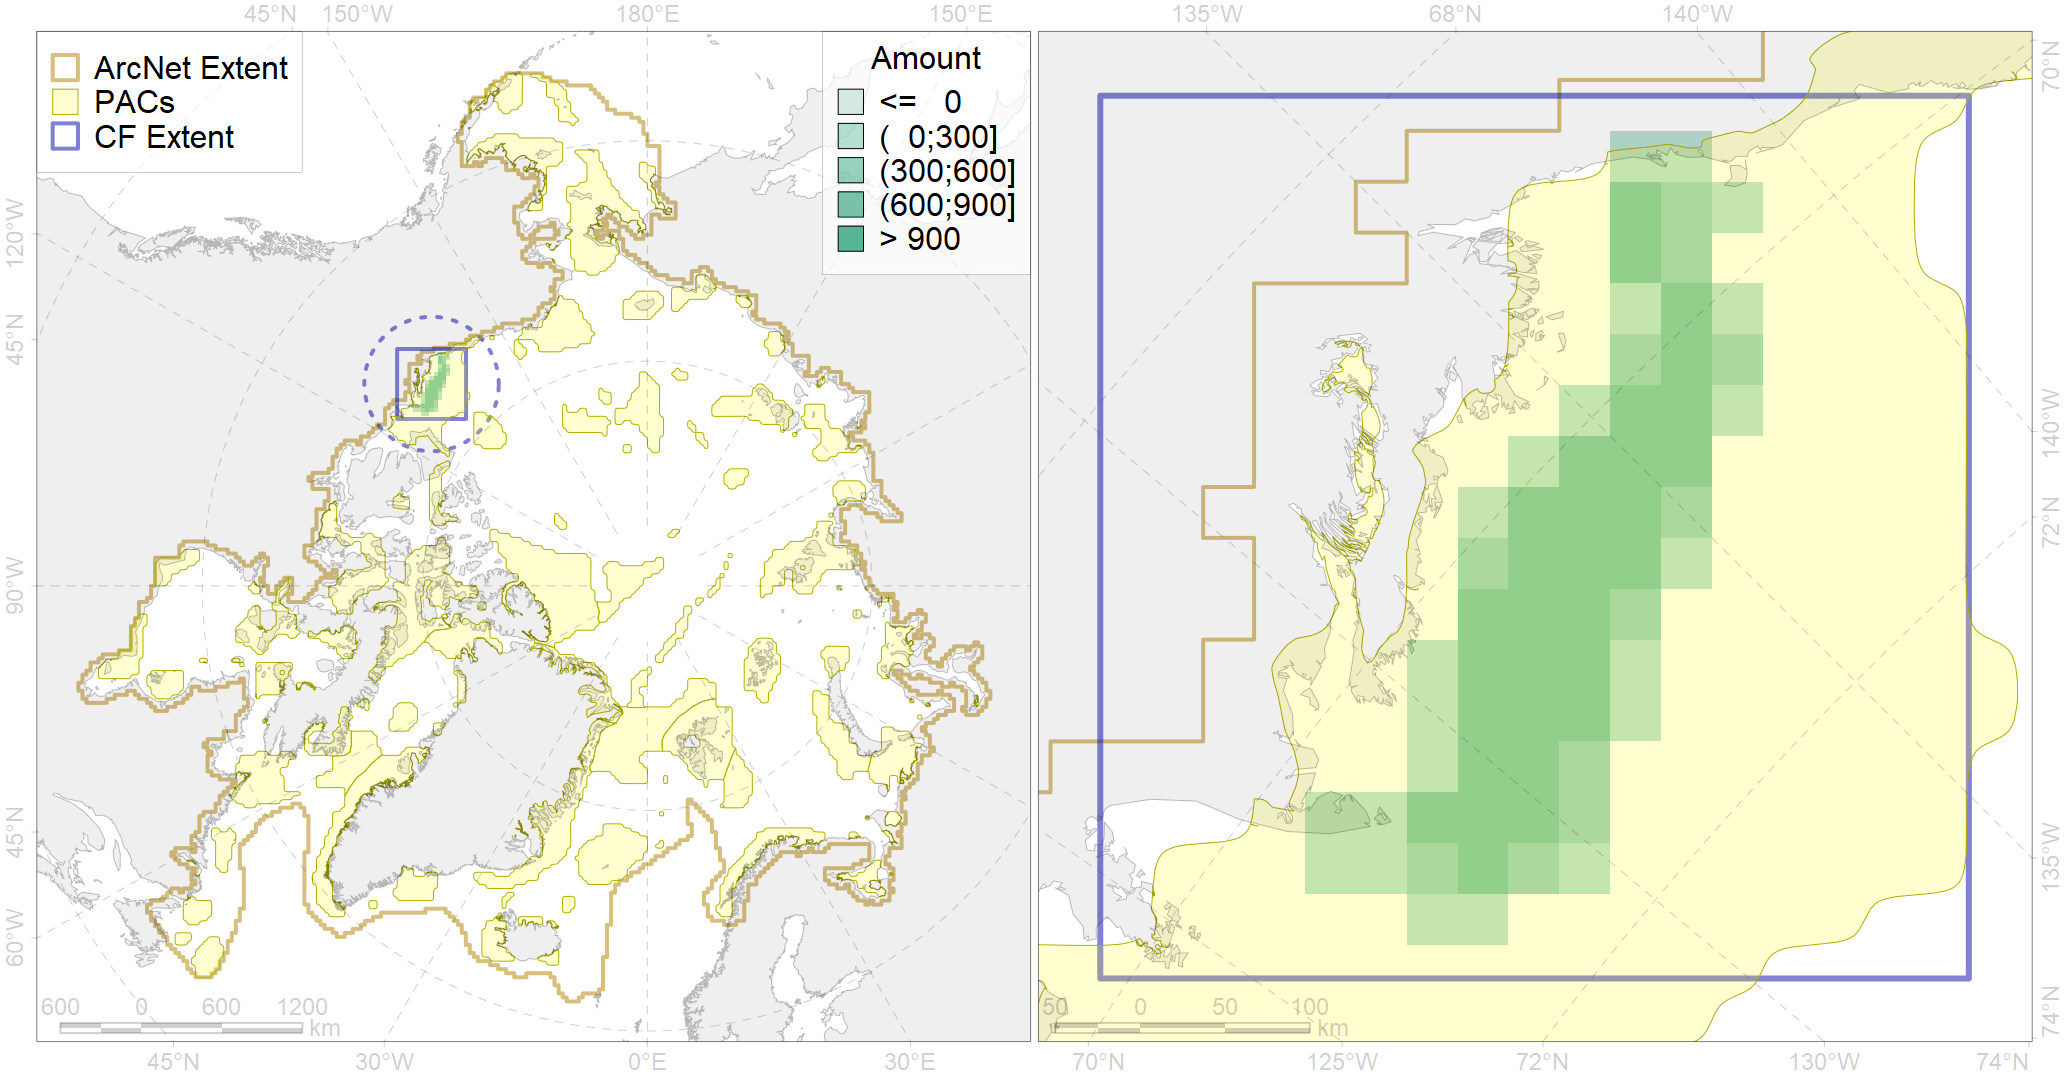 45°N 150°W 180°E 150°E 135°W 68°N 140°W
ArcNet Extent
PACs
CF Extent
Amount
<= 0
( 0;300]
(300;600]
(600;900]
> 900
120°W
45°N
90°W
45°N
60°W
70°N
140°W
72°N
135°W
74°N
600 0 600 1200
km
50 0 50 100
km
45°N 30°W 0°E 30°E 70°N 125°W 72°N 130°W 74°N